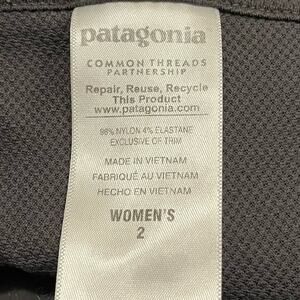 patagonia
COMMON THREADS
PARTNERSHIP
Repair, Reuse, Recycle
This Product
www.patagonia.com
96% NYLON 4% ELASTANE
EXCLUSIVE OF TRIM
MADE IN VIETNAM
FABRIQUÉ AU VIETNAM
HECHO EN VIETNAM
WOMEN'S
2